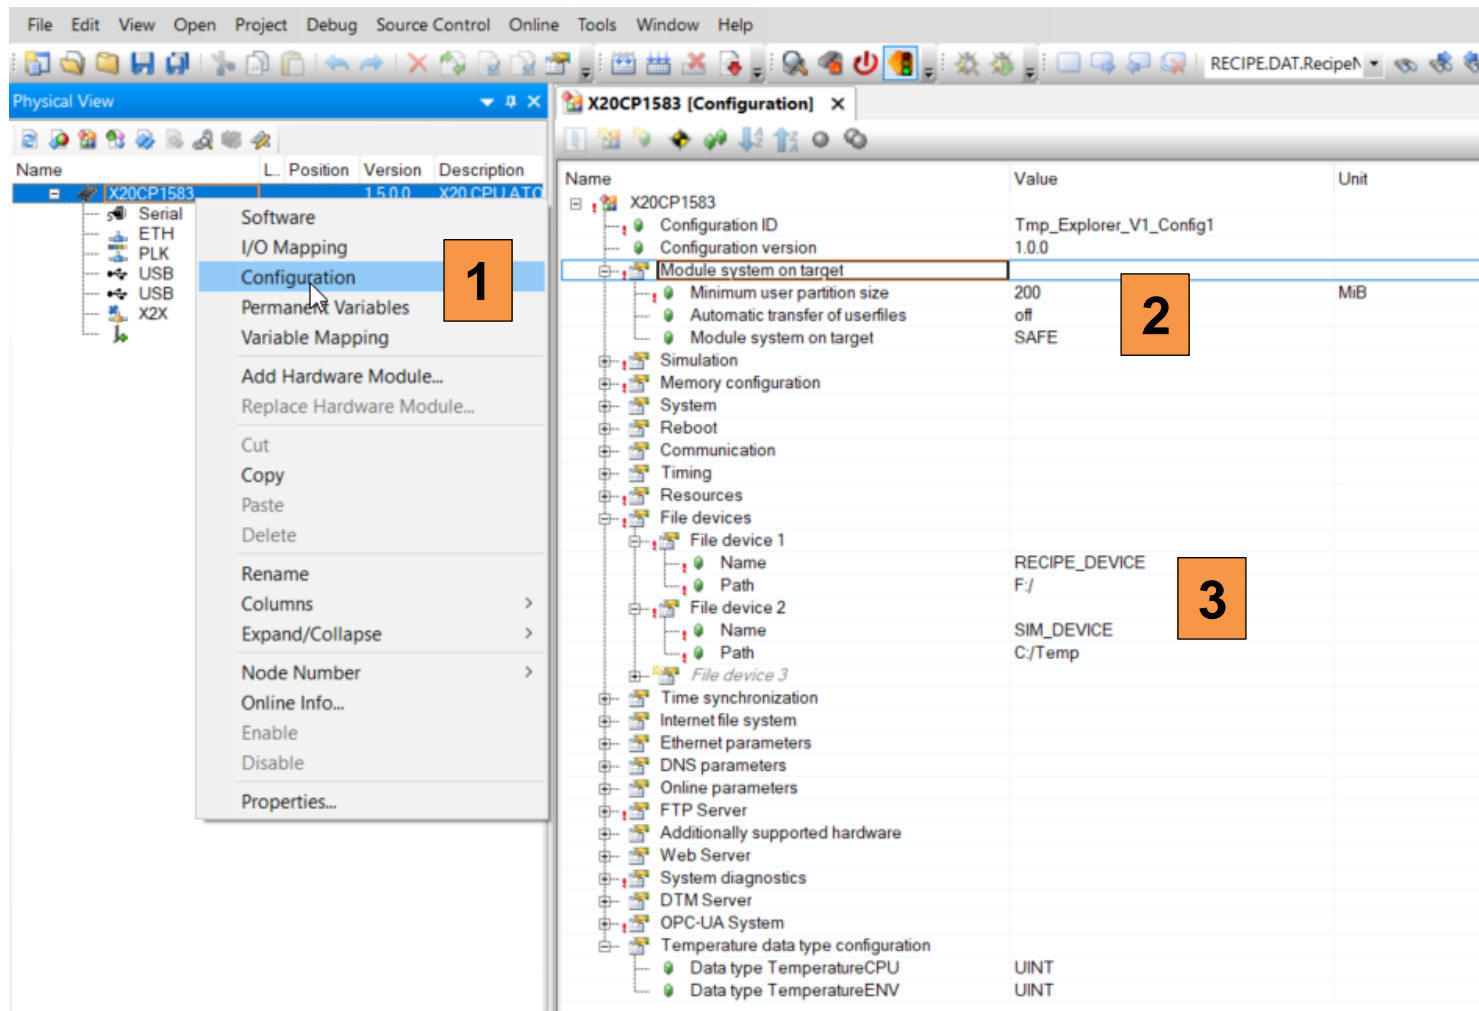 File Edit View Open Project Debug Source Control Online Tools Window Help
RECIPE.DAT.RecipeN
Physical View
Name L.. Position Version Description
X20CP1583 1.5.0.0 X20 CPU ATO
Serial
ETH
PLK
USB
USB
X2X
Software
I/O Mapping
Configuration
Permanent Variables
Variable Mapping
Add Hardware Module...
Replace Hardware Module...
Cut
Copy
Paste
Delete
Rename
Columns
Expand/Collapse
Node Number
Online Info...
Enable
Disable
Properties...
1
X20CP1583 [Configuration]
Name Value Unit
X20CP1583
Configuration ID Tmp_Explorer_V1_Config1
Configuration version 1.0.0
Module system on target
Minimum user partition size 200 MiB
Automatic transfer of userfiles off
Module system on target SAFE
2
Simulation
Memory configuration
System
Reboot
Communication
Timing
Resources
File devices
File device 1
Name RECIPE_DEVICE
Path F:/
File device 2
Name SIM_DEVICE
Path C:/Temp
3
File device 3
Time synchronization
Internet file system
Ethernet parameters
DNS parameters
Online parameters
FTP Server
Additionally supported hardware
Web Server
System diagnostics
DTM Server
OPC-UA System
Temperature data type configuration
Data type TemperatureCPU UINT
Data type TemperatureENV UINT